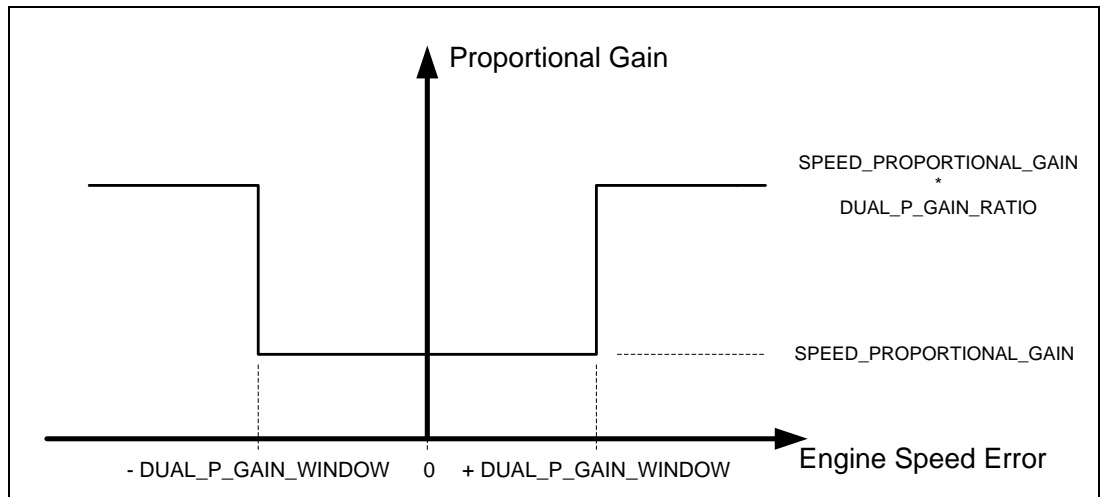 Proportional Gain
SPEED_PROPORTIONAL_GAIN
*
DUAL_P_GAIN_RATIO
SPEED_PROPORTIONAL_GAIN
- DUAL_P_GAIN_WINDOW 0 + DUAL_P_GAIN_WINDOW
Engine Speed Error